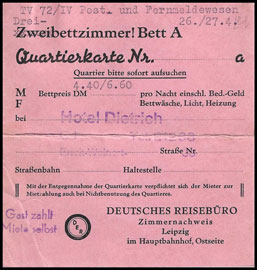 TV 72/IV Post- und Fernmeldewesen
Drei- 26./27.4.
Zweibettzimmer! Bett A
Quartierkarte Nr. a
Quartier bitte sofort aufsuchen
4.40/6.60
M Bettpreis DM pro Nacht einschl. Bed.-Geld
F Bettwäsche, Licht, Heizung
bei Hotel Dietrich
Straße Nr.
Straßenbahn Haltestelle
Mit der Entgegennahme der Quartierkarte verpflichtet sich der Mieter zur
Mietzahlung auch bei Nichtbenutzung des Quartieres.
Gast zahlt
Miete selbst
DER
DEUTSCHES REISEBÜRO
Zimmernachweis
Leipzig
im Hauptbahnhof, Ostseite